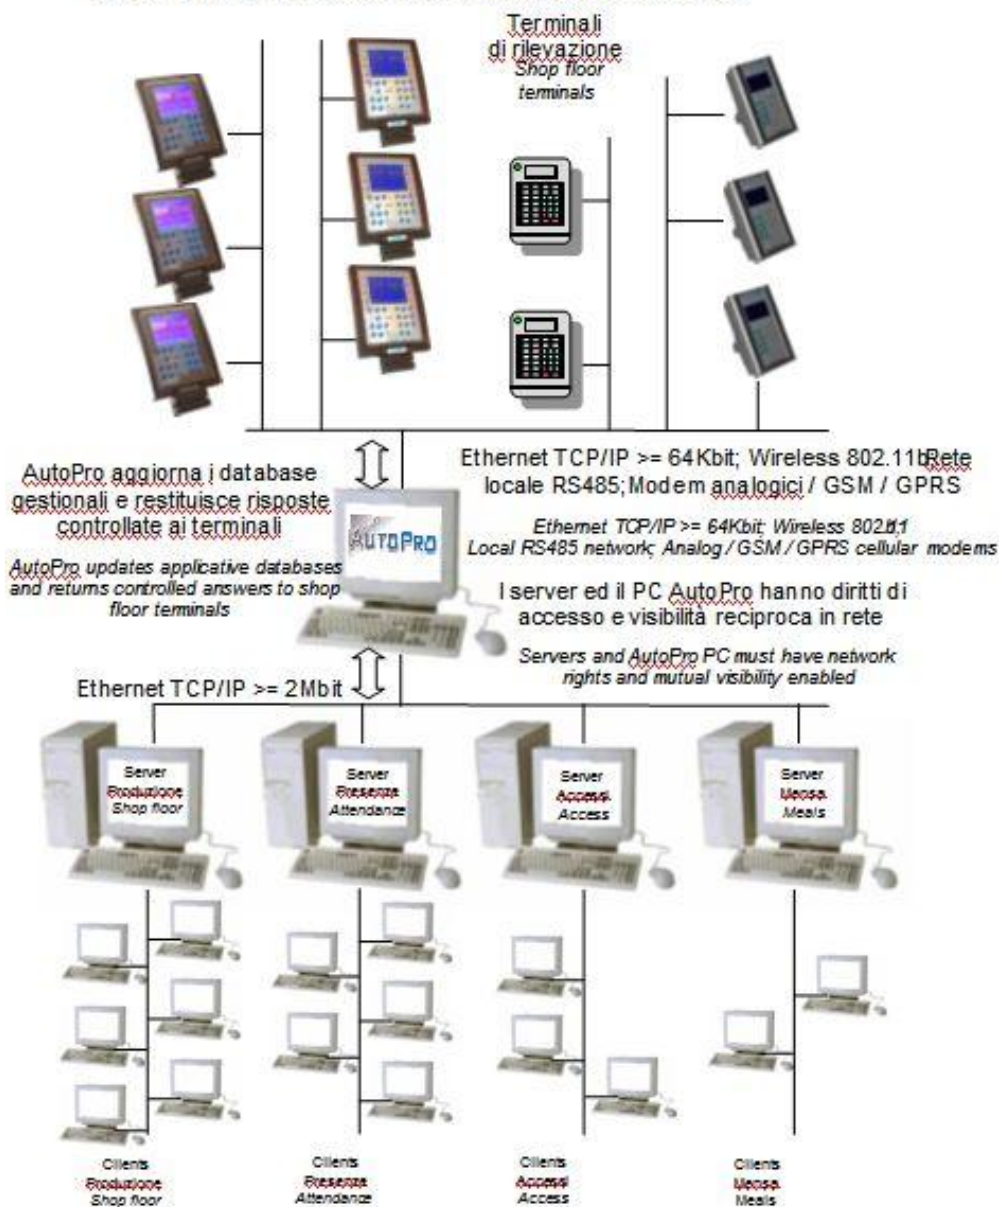 Terminali
di rilevazione
Shop floor
terminals
AutoPro aggiorna i database
gestionali e restituisce risposte
controllate ai terminali
AutoPro updates applicative databases
and returns controlled answers to shop
floor terminals
AUTOPRO
Ethernet TCP/IP >= 64Kbit; Wireless 802.11bRete
locale RS485; Modem analogici / GSM / GPRS
Ethernet TCP/IP >= 64Kbit; Wireless
Local RS485 network; Analog / GSM / GPRS cellular modems
I server ed il PC AutoPro hanno diritti di
accesso e visibilità reciproca in rete
Servers and AutoPro PC must have network
rights and mutual visibility enabled
Ethernet TCP/IP >= 2Mbit
Server
Produzione
Shop floor
Server
Presenze
Attendance
Server
Accessi
Access
Server
Mensa
Meals
Clients
Produzione
Shop floor
Clients
Presenze
Attendance
Clients
Accessi
Access
Clients
Mensa
Meals